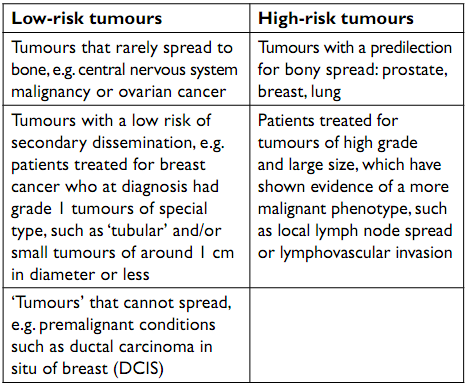 Low-risk tumours
High-risk tumours
Tumours that rarely spread to
bone, e.g. central nervous system
malignancy or ovarian cancer
Tumours with a predilection
for bony spread: prostate,
breast, lung
Tumours with a low risk of
secondary dissemination, e.g.
patients treated for breast
cancer who at diagnosis had
grade 1 tumours of special
type, such as ‘tubular’ and/or
small tumours of around 1 cm
in diameter or less
Patients treated for
tumours of high grade
and large size, which have
shown evidence of a more
malignant phenotype, such
as local lymph node spread
or lymphovascular invasion
‘Tumours’ that cannot spread,
e.g. premalignant conditions
such as ductal carcinoma in
situ of breast (DCIS)